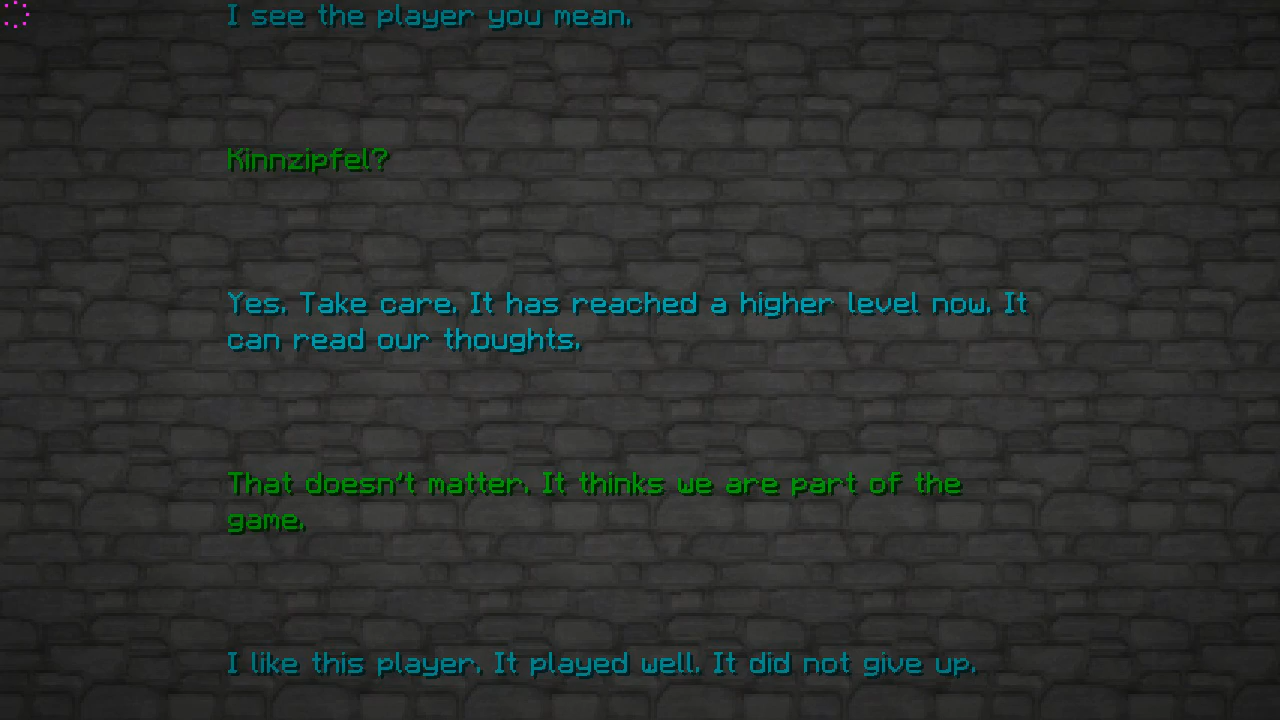 I see the player you mean.
Kinnzipfel?
Yes. Take care. It has reached a higher level now. It
can read our thoughts.
That doesn't matter. It thinks we are part of the
game.
I like this player. It played well. It did not give up.